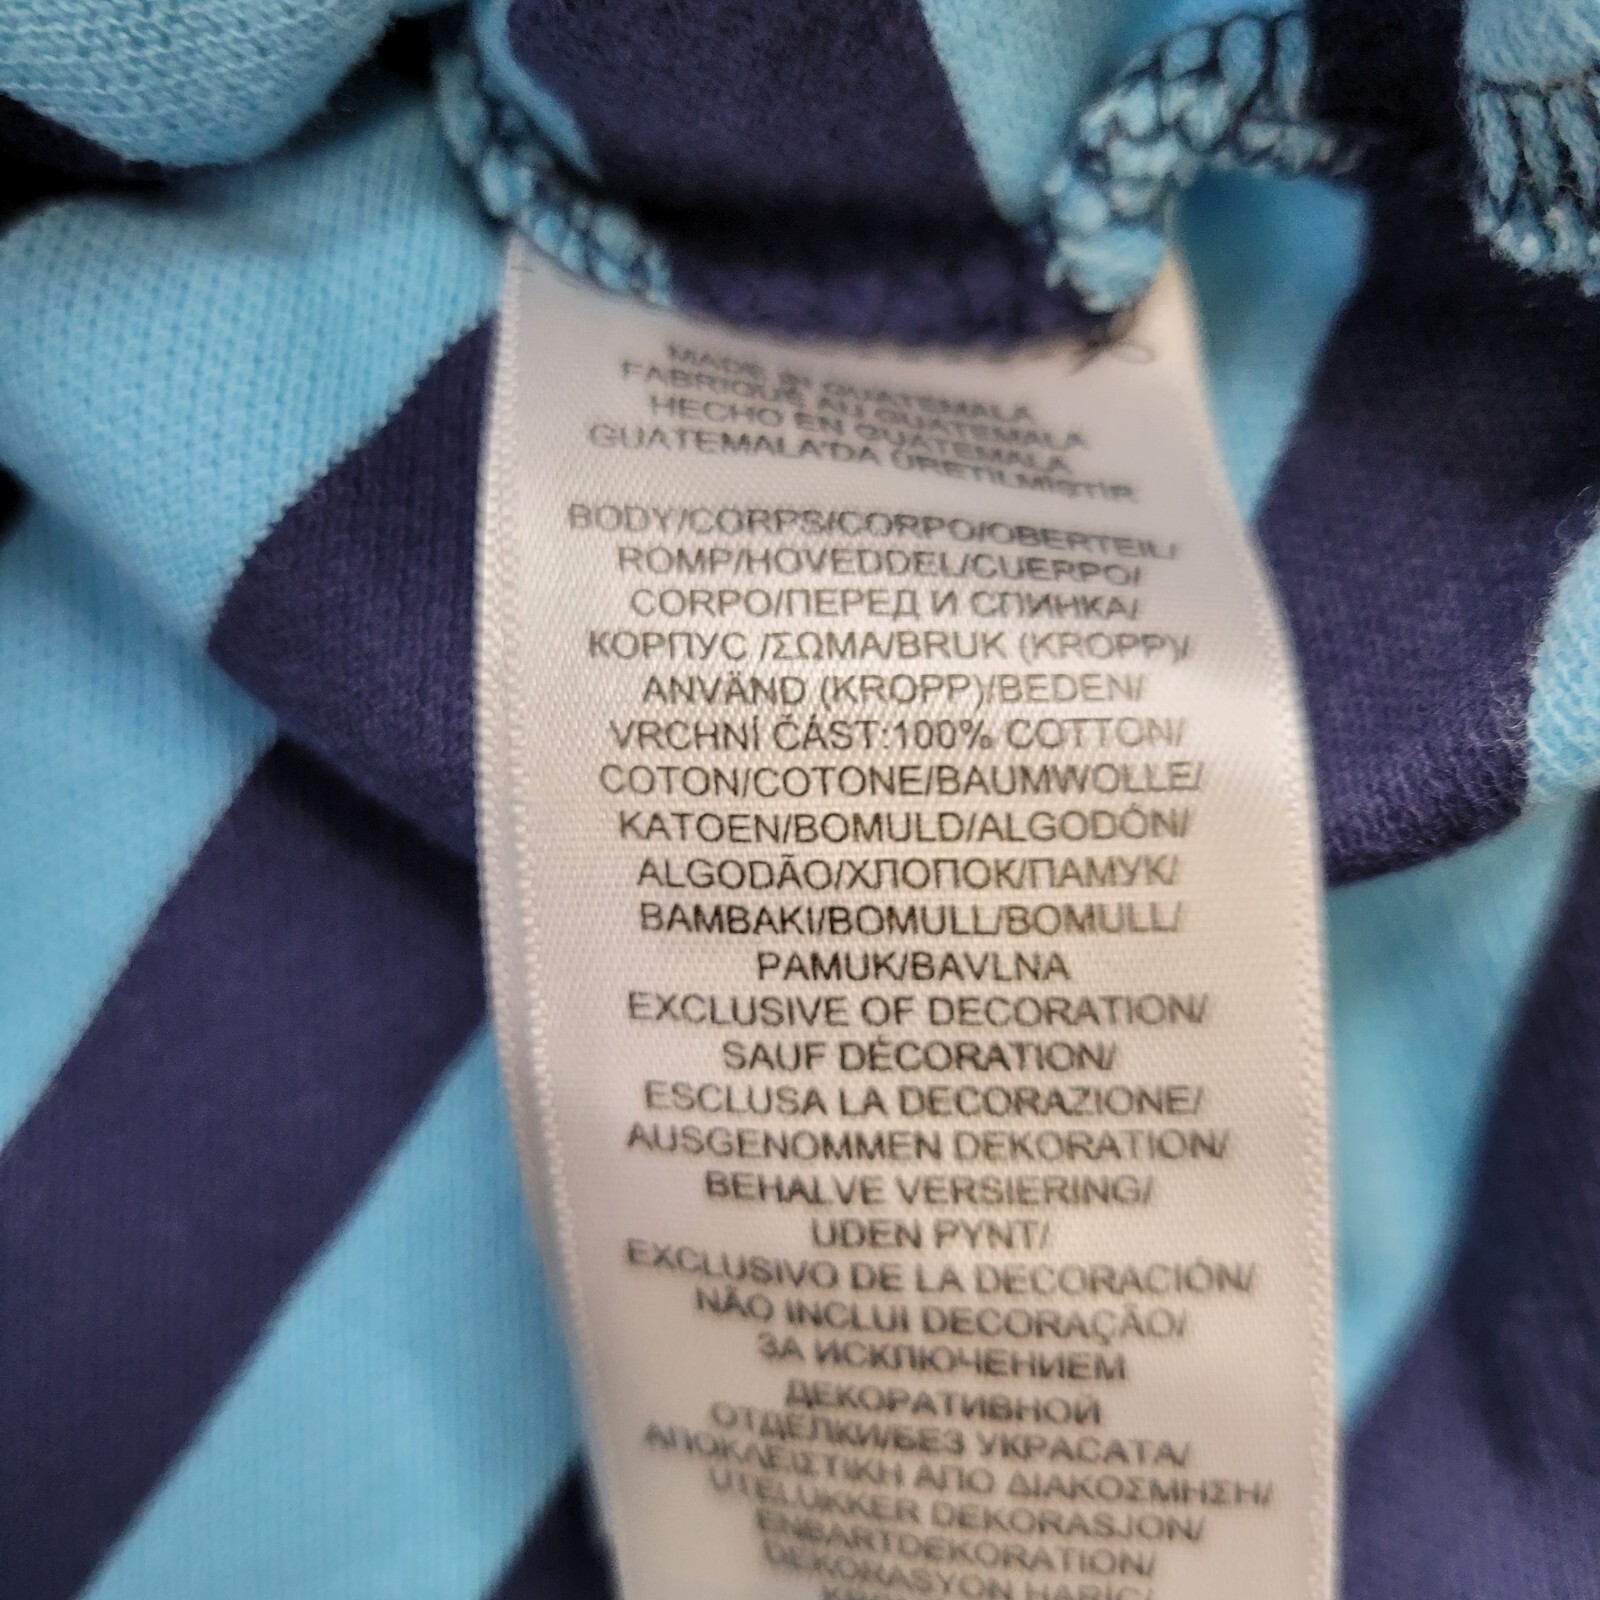 MADE IN GUATEMALA
FABRIQUÉ AU GUATEMALA
HECHO EN GUATEMALA
GUATEMALA'DA ÜRETİLMİŞTİR
BODY/CORPS/CORPO/OBERTEIL/
ROMP/HOVEDDEL/CUERPO/
CORPO/ПЕРЕД И СПИНКА/
КОРПУС /ΣΩΜΑ/BRUK (KROPP)/
ANVÄND (KROPP)/BEDEN/
VRCHNÍ ČÁST:100% COTTON/
COTON/COTONE/BAUMWOLLE/
KATOEN/BOMULD/ALGODÓN/
ALGODÃO/ХЛОПОК/ПАМУК/
BAMBAKI/BOMULL/BOMULL/
PAMUK/BAVLNA
EXCLUSIVE OF DECORATION/
SAUF DÉCORATION/
ESCLUSA LA DECORAZIONE/
AUSGENOMMEN DEKORATION/
BEHALVE VERSIERING/
UDEN PYNT/
EXCLUSIVO DE LA DECORACIÓN/
NÃO INCLUI DECORAÇÃO/
ЗА ИСКЛЮЧЕНИЕМ
ДЕКОРАТИВНОЙ
ОТДЕЛКИ/БЕЗ УКРАСАТА/
ΑΠΟΚΛΕΙΣΤΙΚΗ ΑΠΟ ΔΙΑΚΟΣΜΗΣΗ/
UTELUKKER DEKORASJON/
ENBARTDEKORATION/
DEKORASYON HARİÇ/